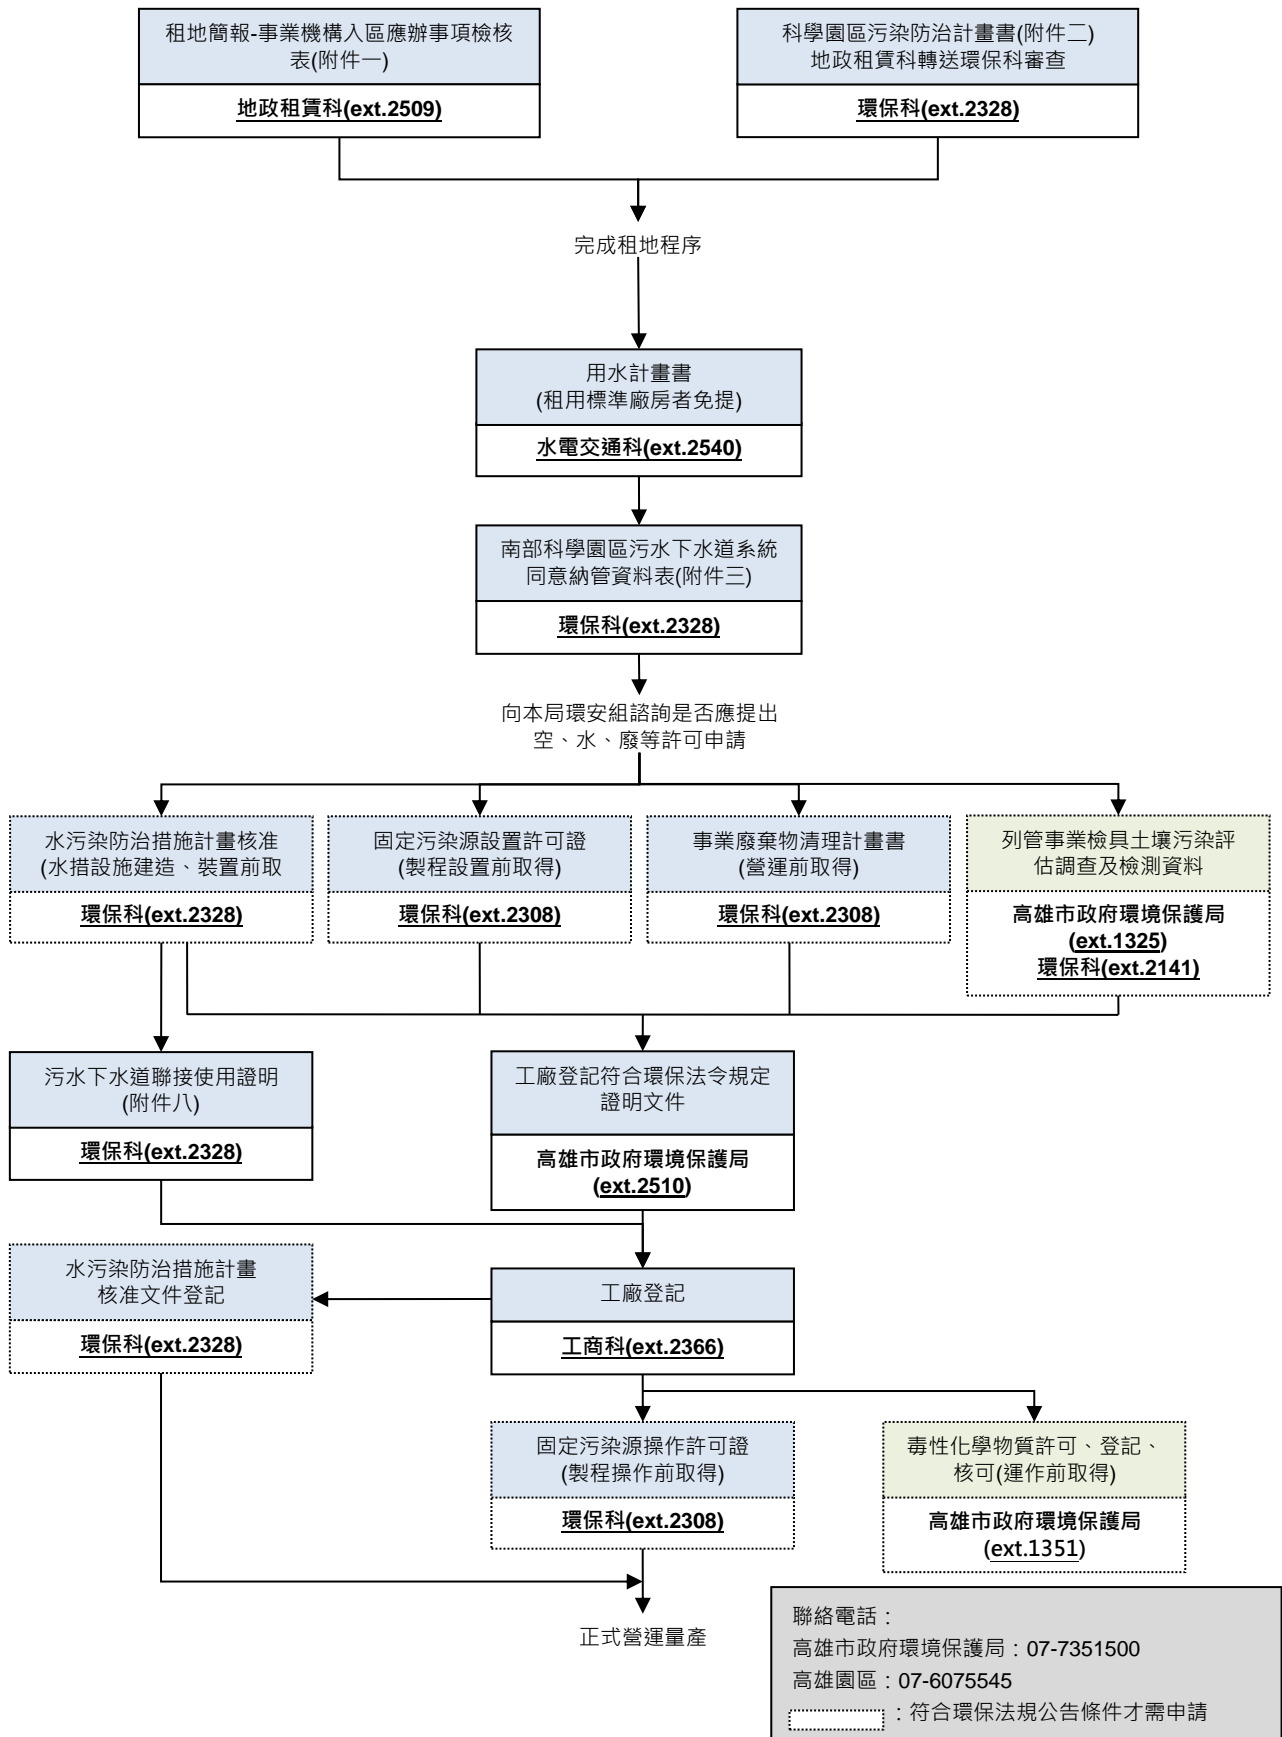 租地簡報-事業機構入區應辦事項檢核
表(附件一)
地政租賃科(ext.2509)
科學園區污染防治計畫書(附件二)
地政租賃科轉送環保科審查
環保科(ext.2328)
完成租地程序
用水計畫書
(租用標準廠房者免提)
水電交通科(ext.2540)
南部科學園區污水下水道系統
同意納管資料表(附件三)
環保科(ext.2328)
向本局環安組諮詢是否應提出
空、水、廢等許可申請
水污染防治措施計畫核准
(水措設施建造、裝置前取
環保科(ext.2328)
固定污染源設置許可證
(製程設置前取得)
環保科(ext.2308)
事業廢棄物清理計畫書
(營運前取得)
環保科(ext.2308)
列管事業檢具土壤污染評
估調查及檢測資料
高雄市政府環境保護局
(ext.1325)
環保科(ext.2141)
污水下水道聯接使用證明
(附件八)
環保科(ext.2328)
工廠登記符合環保法令規定
證明文件
高雄市政府環境保護局
(ext.2510)
水污染防治措施計畫
核准文件登記
環保科(ext.2328)
工廠登記
工商科(ext.2366)
固定污染源操作許可證
(製程操作前取得)
環保科(ext.2308)
毒性化學物質許可、登記、
核可(運作前取得)
高雄市政府環境保護局
(ext.1351)
正式營運量產
聯絡電話：
高雄市政府環境保護局：07-7351500
高雄園區：07-6075545
：符合環保法規公告條件才需申請